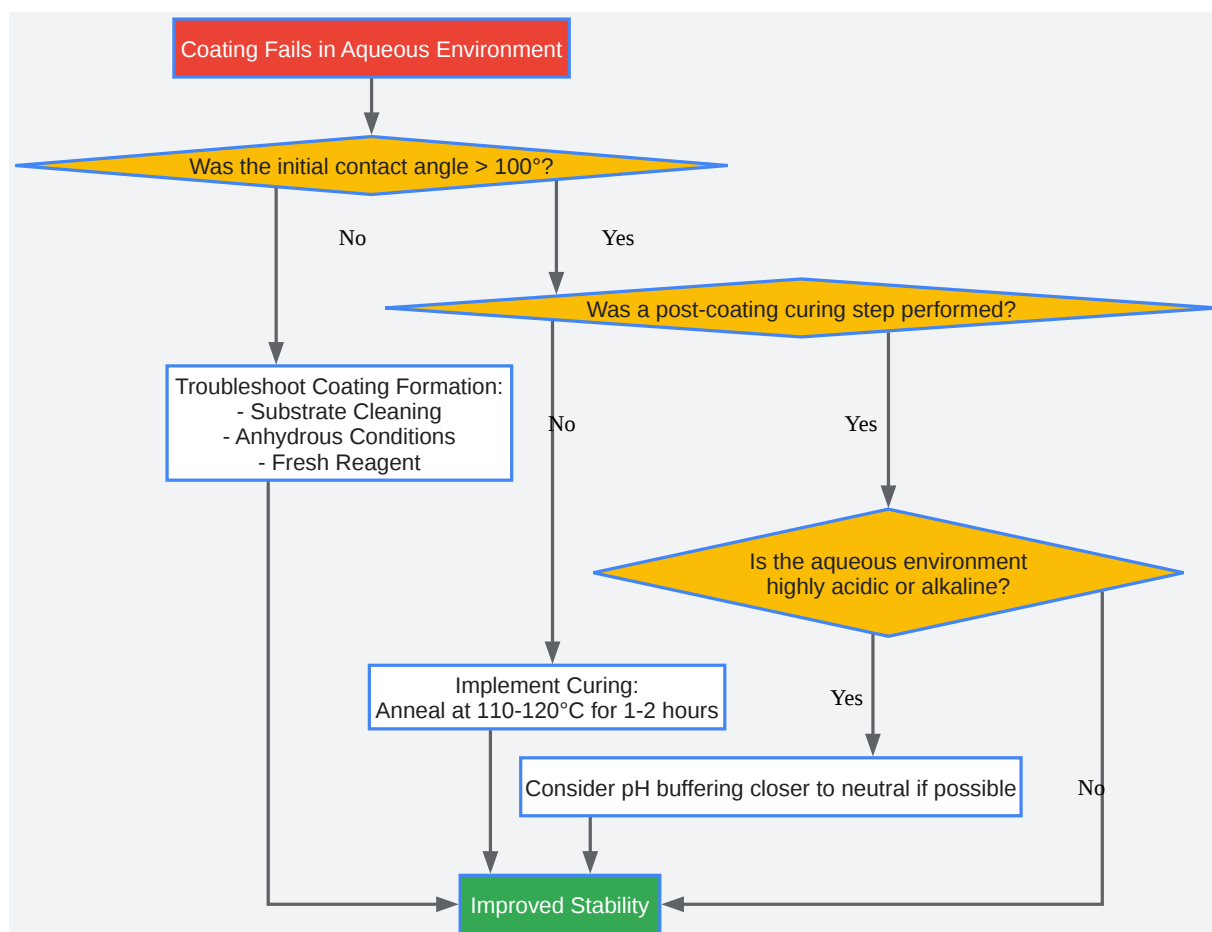 Coating Fails in Aqueous Environment
Was the initial contact angle > 100°?
No
Yes
Was a post-coating curing step performed?
Troubleshoot Coating Formation:
- Substrate Cleaning
- Anhydrous Conditions
- Fresh Reagent
No
Yes
Is the aqueous environment
highly acidic or alkaline?
Implement Curing:
Anneal at 110-120°C for 1-2 hours
Yes
Consider pH buffering closer to neutral if possible
No
Improved Stability